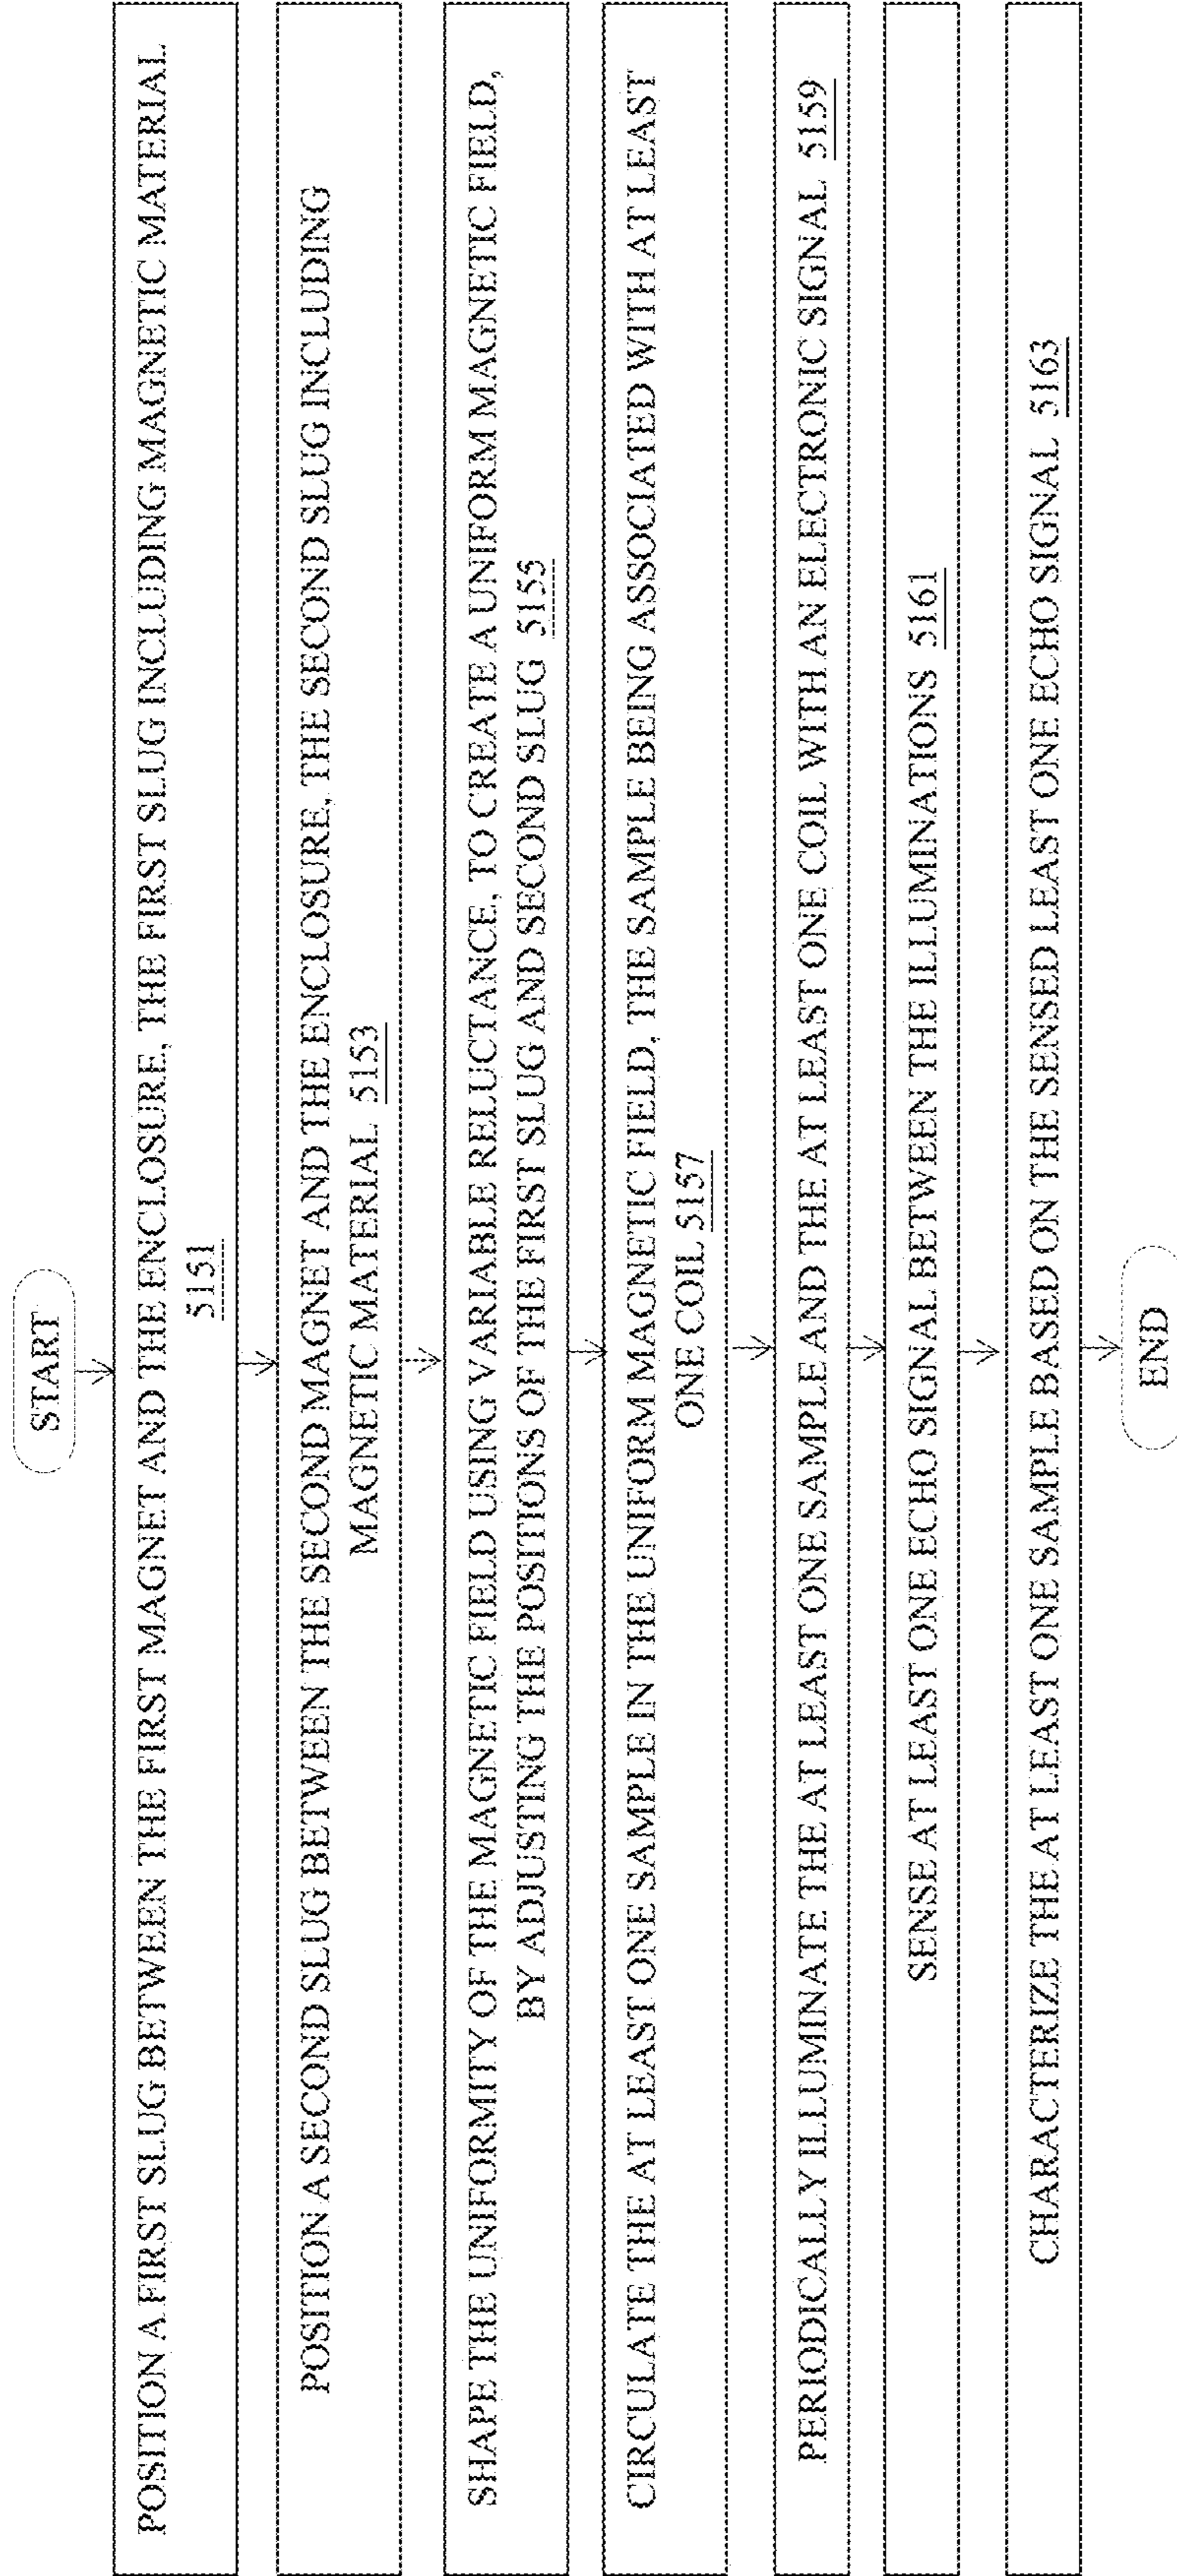 START
POSITION A FIRST SLUG BETWEEN THE FIRST MAGNET AND THE ENCLOSURE, THE FIRST SLUG INCLUDING MAGNETIC MATERIAL
5151
POSITION A SECOND SLUG BETWEEN THE SECOND MAGNET AND THE ENCLOSURE, THE SECOND SLUG INCLUDING
MAGNETIC MATERIAL 5153
SHAPE THE UNIFORMITY OF THE MAGNETIC FIELD USING VARIABLE RELUCTANCE, TO CREATE A UNIFORM MAGNETIC FIELD,
BY ADJUSTING THE POSITIONS OF THE FIRST SLUG AND SECOND SLUG 5155
CIRCULATE THE AT LEAST ONE SAMPLE IN THE UNIFORM MAGNETIC FIELD, THE SAMPLE BEING ASSOCIATED WITH AT LEAST
ONE COIL 5157
PERIODICALLY ILLUMINATE THE AT LEAST ONE SAMPLE AND THE AT LEAST ONE COIL WITH AN ELECTRONIC SIGNAL 5159
SENSE AT LEAST ONE ECHO SIGNAL BETWEEN THE ILLUMINATIONS 5161
CHARACTERIZE THE AT LEAST ONE SAMPLE BASED ON THE SENSED LEAST ONE ECHO SIGNAL 5163
END